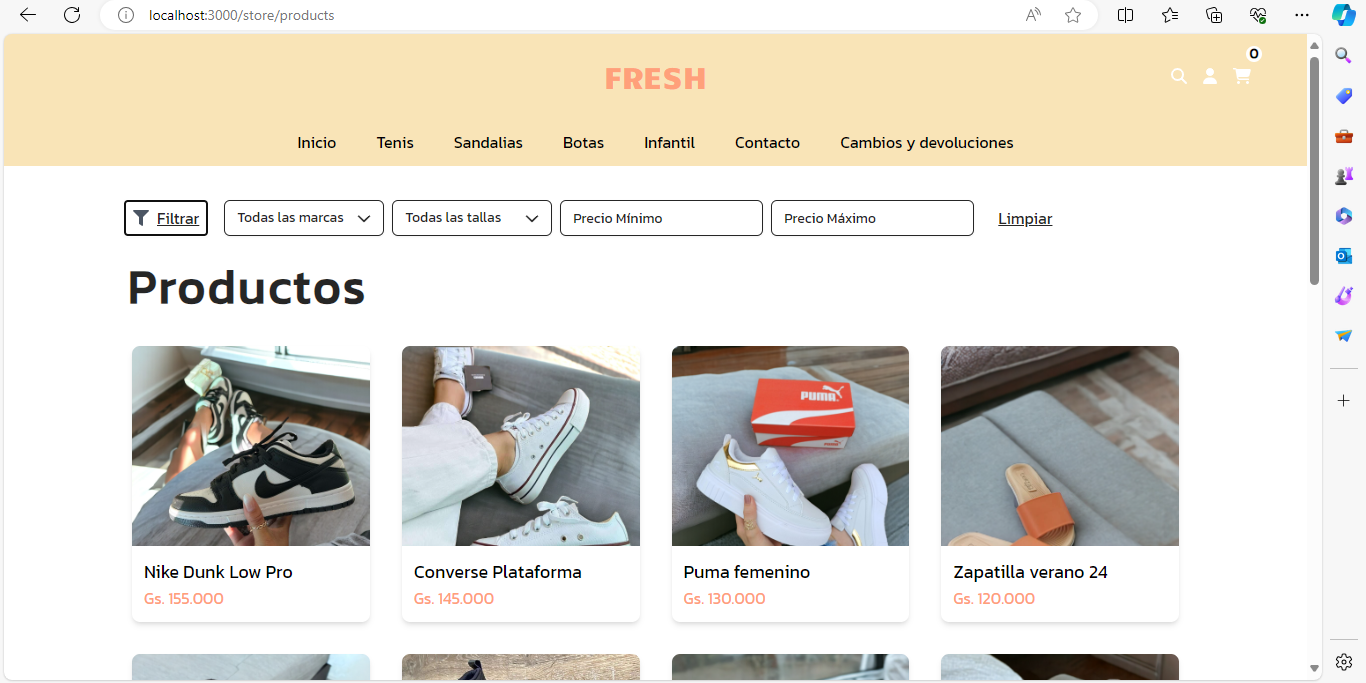 localhost:3000/store/products
0
FRESH
Inicio Tenis Sandalias Botas Infantil Contacto Cambios y devoluciones
Filtrar Todas las marcas Todas las tallas Precio Mínimo Precio Máximo Limpiar
Productos
PUMA
Nike Dunk Low Pro
Gs. 155.000
Converse Plataforma
Gs. 145.000
Puma femenino
Gs. 130.000
Zapatilla verano 24
Gs. 120.000